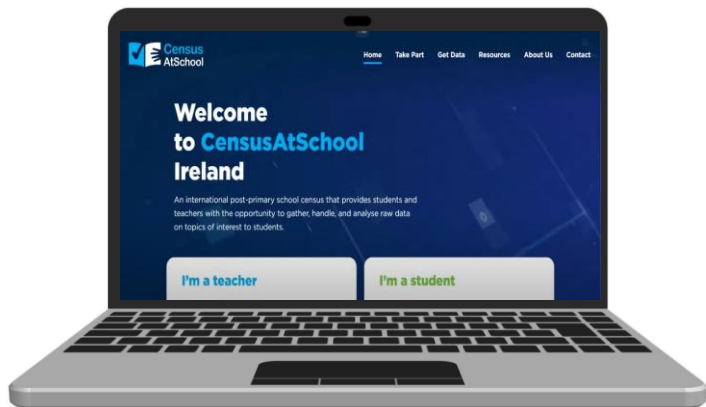 Census
AtSchool
Home Take Part Get Data Resources About Us Contact
Welcome
to CensusAtSchool
Ireland
An international post-primary school census that provides students and
teachers with the opportunity to gather, handle, and analyse raw data
on topics of interest to students.
I'm a teacher
I'm a student